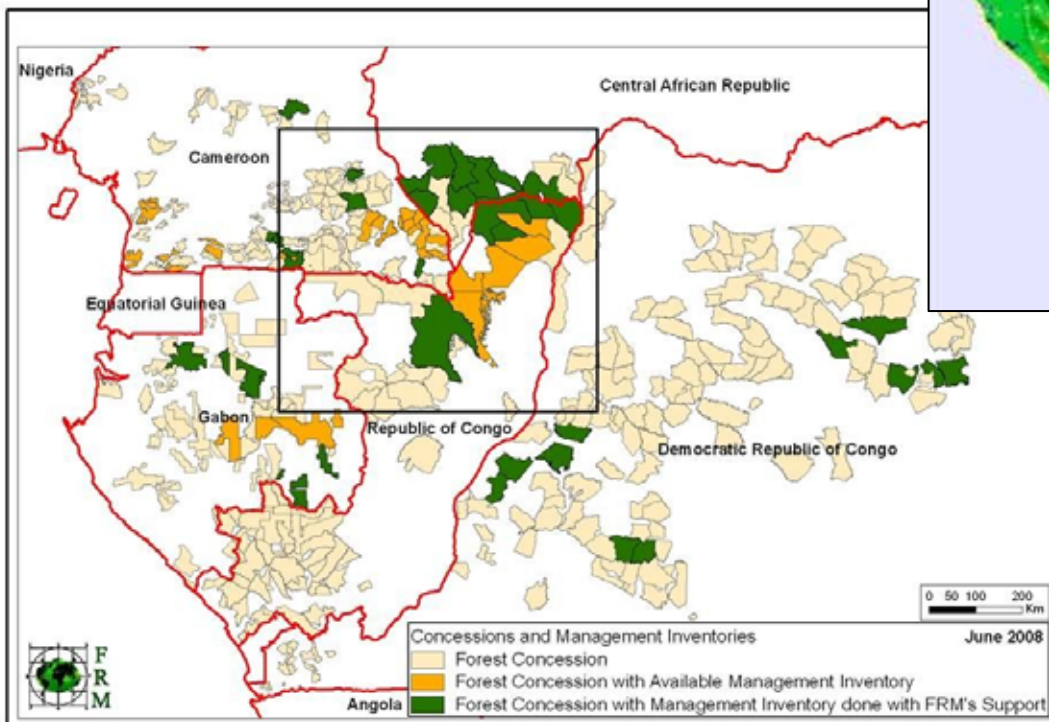 Nigeria
Central African Republic
Cameroon
Equatorial Guinea
Gabon
Republic of Congo
Democratic Republic of Congo
0 50 100 200
Km
Concessions and Management Inventories June 2008
Forest Concession
Forest Concession with Available Management Inventory
Forest Concession with Management Inventory done with FRM's Support
F
R
M
Angola